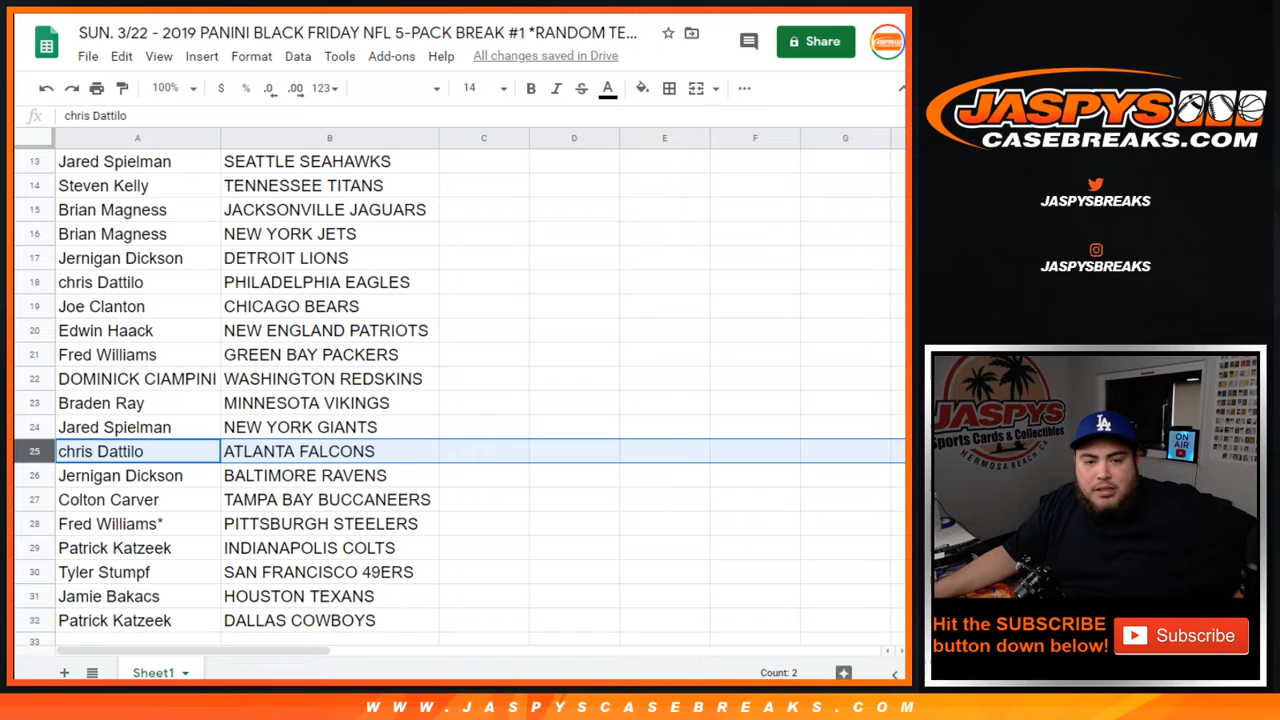 SUN. 3/22 - 2019 PANINI BLACK FRIDAY NFL 5-PACK BREAK #1 *RANDOM TE...
Share
File Edit View Insert Format Data Tools Add-ons Help All changes saved in Drive
100% $ % .0 .00 123 14 B I S A
fx chris Dattilo
A B C D E F G
13 Jared Spielman SEATTLE SEAHAWKS
14 Steven Kelly TENNESSEE TITANS
15 Brian Magness JACKSONVILLE JAGUARS
16 Brian Magness NEW YORK JETS
17 Jernigan Dickson DETROIT LIONS
18 chris Dattilo PHILADELPHIA EAGLES
19 Joe Clanton CHICAGO BEARS
20 Edwin Haack NEW ENGLAND PATRIOTS
21 Fred Williams GREEN BAY PACKERS
22 DOMINICK CIAMPINI WASHINGTON REDSKINS
23 Braden Ray MINNESOTA VIKINGS
24 Jared Spielman NEW YORK GIANTS
25 chris Dattilo ATLANTA FALCONS
26 Jernigan Dickson BALTIMORE RAVENS
27 Colton Carver TAMPA BAY BUCCANEERS
28 Fred Williams* PITTSBURGH STEELERS
29 Patrick Katzeek INDIANAPOLIS COLTS
30 Tyler Stumpf SAN FRANCISCO 49ERS
31 Jamie Bakacs HOUSTON TEXANS
32 Patrick Katzeek DALLAS COWBOYS
33
Sheet1 Count: 2
JASPYS
CASEBREAKS.COM
JASPYSBREAKS
JASPYSBREAKS
JASPYS
Sports Cards & Collectibles
HERMOSA BEACH
LA
ON
AIR
Hit the SUBSCRIBE
button down below!
Subscribe
WWW.JASPYSCASEBREAKS.COM